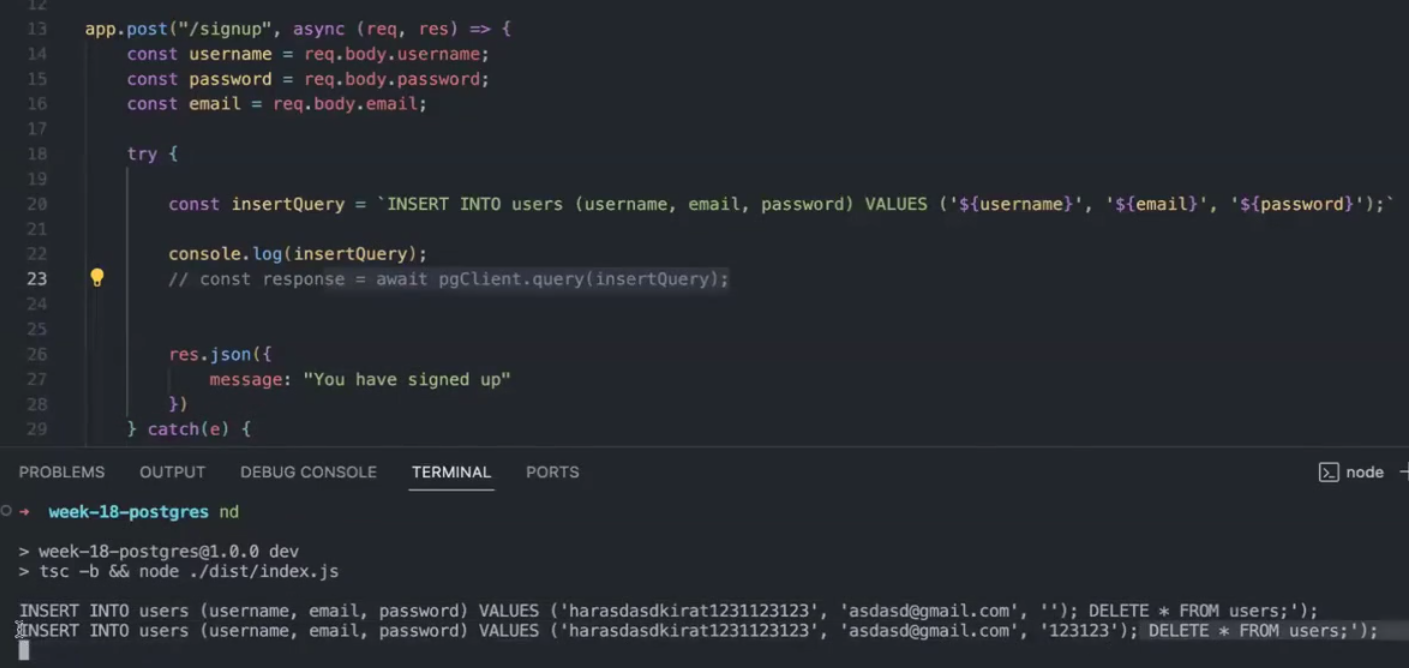 12
13 app.post("/signup", async (req, res) => {
14 const username = req.body.username;
15 const password = req.body.password;
16 const email = req.body.email;
17
18 try {
19
20 const insertQuery = `INSERT INTO users (username, email, password) VALUES ('${username}', '${email}', '${password}');`
21
22 console.log(insertQuery);
23 // const response = await pgClient.query(insertQuery);
24
25
26 res.json({
27 message: "You have signed up"
28 })
29 } catch(e) {
PROBLEMS OUTPUT DEBUG CONSOLE TERMINAL PORTS node
→ week-18-postgres nd
> week-18-postgres@1.0.0 dev
> tsc -b && node ./dist/index.js
INSERT INTO users (username, email, password) VALUES ('harasdasdkirat1231123123', 'asdasd@gmail.com', ''); DELETE * FROM users;');
INSERT INTO users (username, email, password) VALUES ('harasdasdkirat1231123123', 'asdasd@gmail.com', '123123'); DELETE * FROM users;');